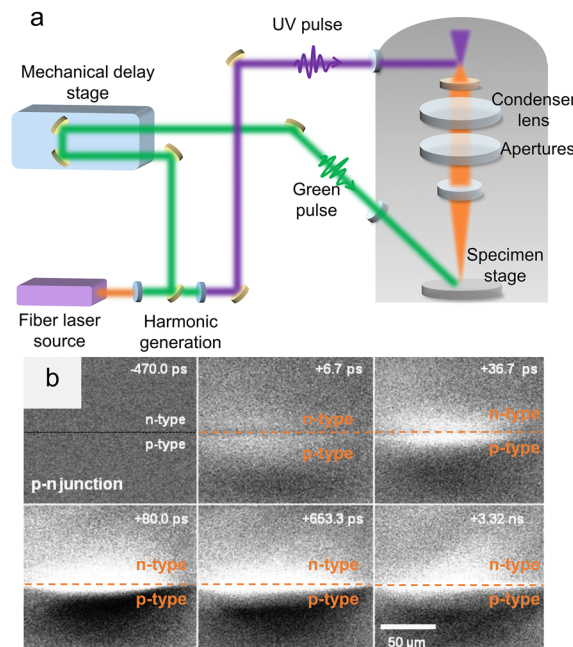 a
UV pulse
Mechanical delay
stage
Condenser
lens
Apertures
Green
pulse
Specimen
stage
Fiber laser
source
Harmonic
generation
b
-470.0 ps
n-type
p-type
p-n junction
+6.7 ps
n-type
p-type
+36.7 ps
n-type
p-type
+80.0 ps
n-type
p-type
+653.3 ps
n-type
p-type
+3.32 ns
n-type
p-type
50 µm